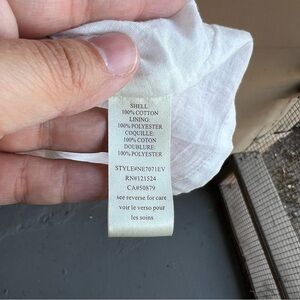 SHELL
100% COTTON
LINING:
100% POLYESTER
COQUILLE:
100% COTON
DOUBLURE:
100% POLYESTER
STYLE#NE7071EV
RN#121524
CA#50879
see reverse for care
voir le verso pour
les soins